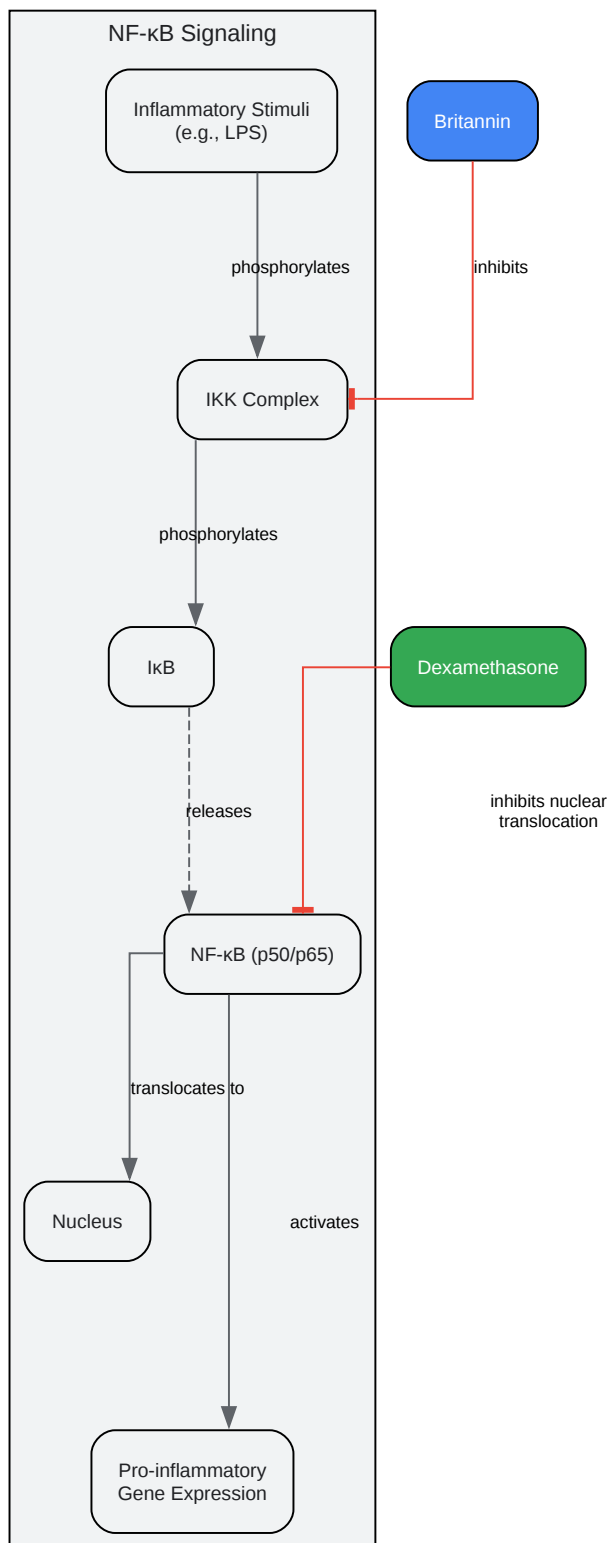 NF-κB Signaling
Inflammatory Stimuli
(e.g., LPS)
Britannin
phosphorylates
inhibits
IKK Complex
phosphorylates
IκB
Dexamethasone
releases
inhibits nuclear
translocation
NF-κB (p50/p65)
translocates to
Nucleus
activates
Pro-inflammatory
Gene Expression